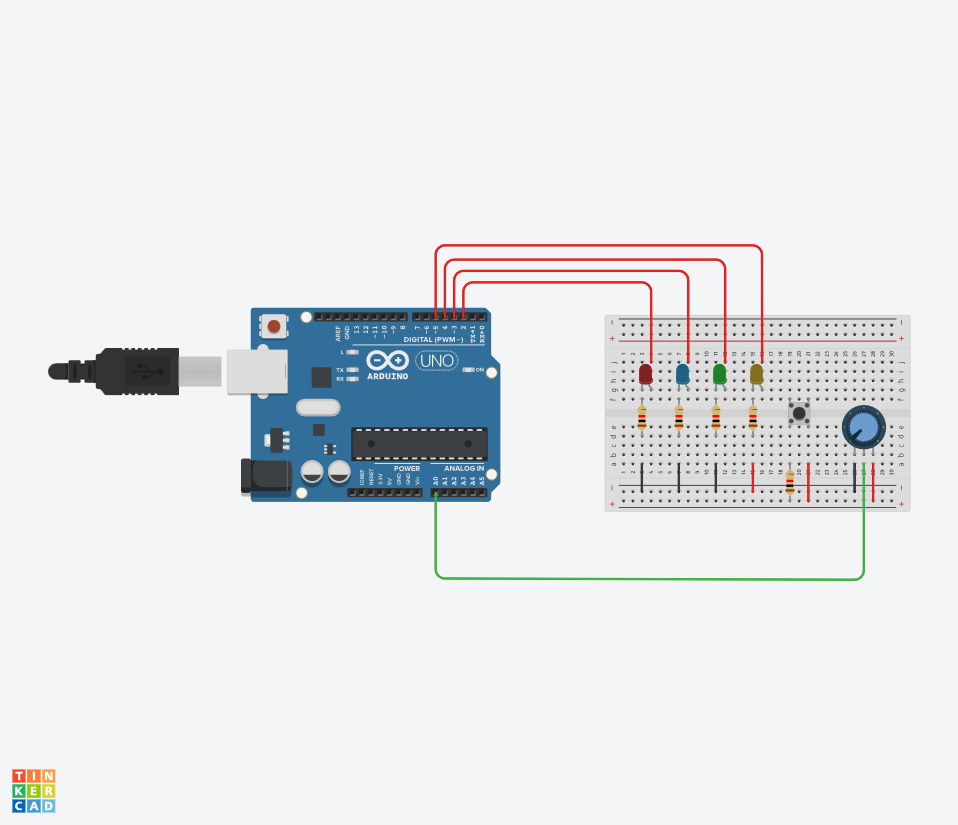 AREF
GND
13
12
~11
~10
~9
8
7
~6
~5
4
~3
2
TX→1
RX←0
DIGITAL (PWM~)
L
TX
RX
ARDUINO
UNO
ON
POWER
ANALOG IN
IOREF
RESET
3.3V
5V
GND
GND
Vin
A0
A1
A2
A3
A4
A5
TIN
KER
CAD